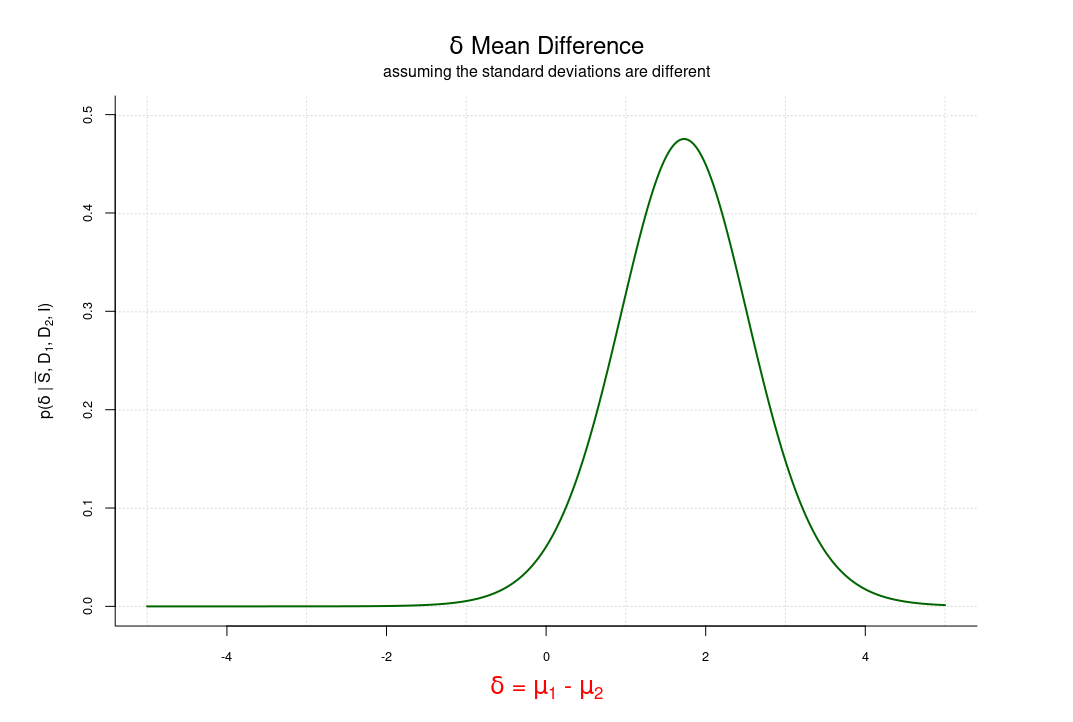 δ Mean Difference
assuming the standard deviations are different
p(δ | S̅, D₁, D₂, I)
0.5
0.4
0.3
0.2
0.1
0.0
-4 -2 0 2 4
δ = μ₁ - μ₂